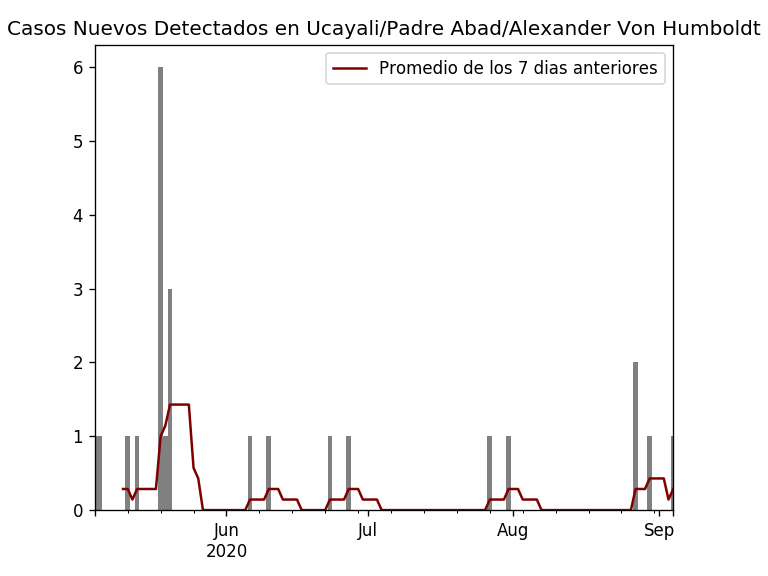 Casos Nuevos Detectados en Ucayali/Padre Abad/Alexander Von Humboldt
Promedio de los 7 dias anteriores
6
5
4
3
2
1
0
Jun
2020
Jul
Aug
Sep